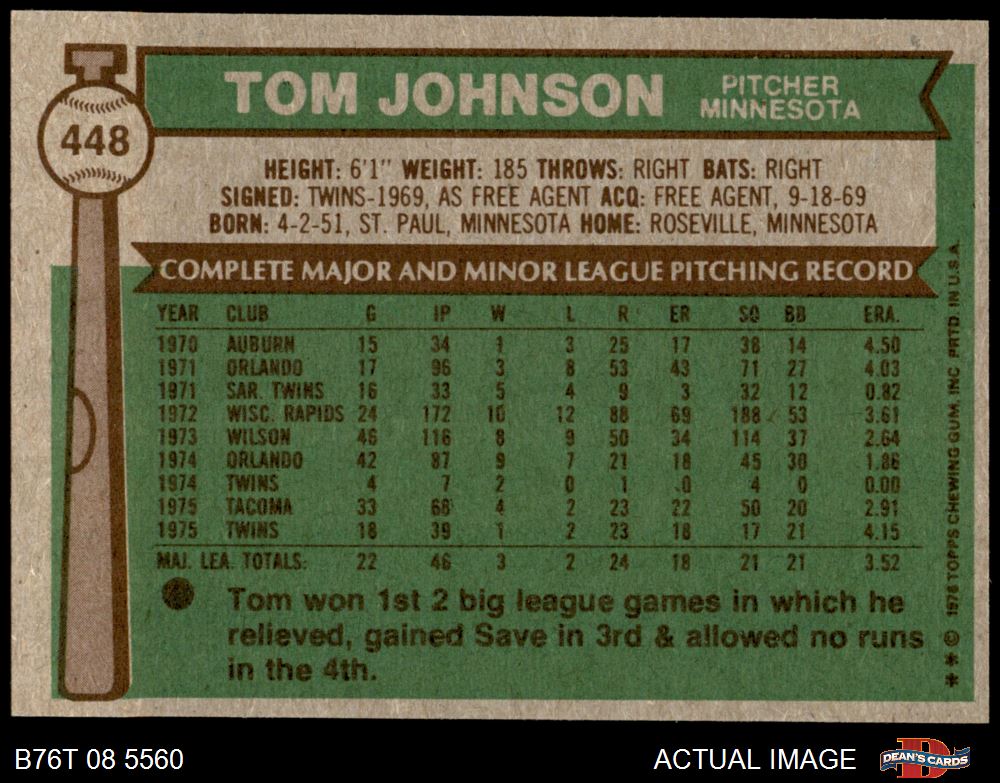 TOM JOHNSON PITCHER
MINNESOTA
448
HEIGHT: 6'1" WEIGHT: 185 THROWS: RIGHT BATS: RIGHT
SIGNED: TWINS-1969, AS FREE AGENT ACQ: FREE AGENT, 9-18-69
BORN: 4-2-51, ST. PAUL, MINNESOTA HOME: ROSEVILLE, MINNESOTA
COMPLETE MAJOR AND MINOR LEAGUE PITCHING RECORD
YEAR CLUB G IP W L R ER SO BB ERA.
1970 AUBURN 15 34 1 3 25 17 38 14 4.50
1971 ORLANDO 17 96 3 8 53 43 71 27 4.03
1971 SAR. TWINS 16 33 5 4 9 3 32 12 0.82
1972 WISC. RAPIDS 24 172 10 12 88 69 188 53 3.61
1973 WILSON 46 116 8 9 50 34 114 37 2.64
1974 ORLANDO 42 87 9 7 21 18 45 30 1.86
1974 TWINS 4 7 2 0 1 0 4 0 0.00
1975 TACOMA 33 68 4 2 23 22 50 20 2.91
1975 TWINS 18 39 1 2 23 18 17 21 4.15
MAJ. LEA. TOTALS: 22 46 3 2 24 18 21 21 3.52
Tom won 1st 2 big league games in which he
relieved, gained Save in 3rd & allowed no runs
in the 4th.
** © 1976 TOPPS CHEWING GUM, INC. PRTD. IN U.S.A.
B76T 08 5560 ACTUAL IMAGE DEAN'S CARDS